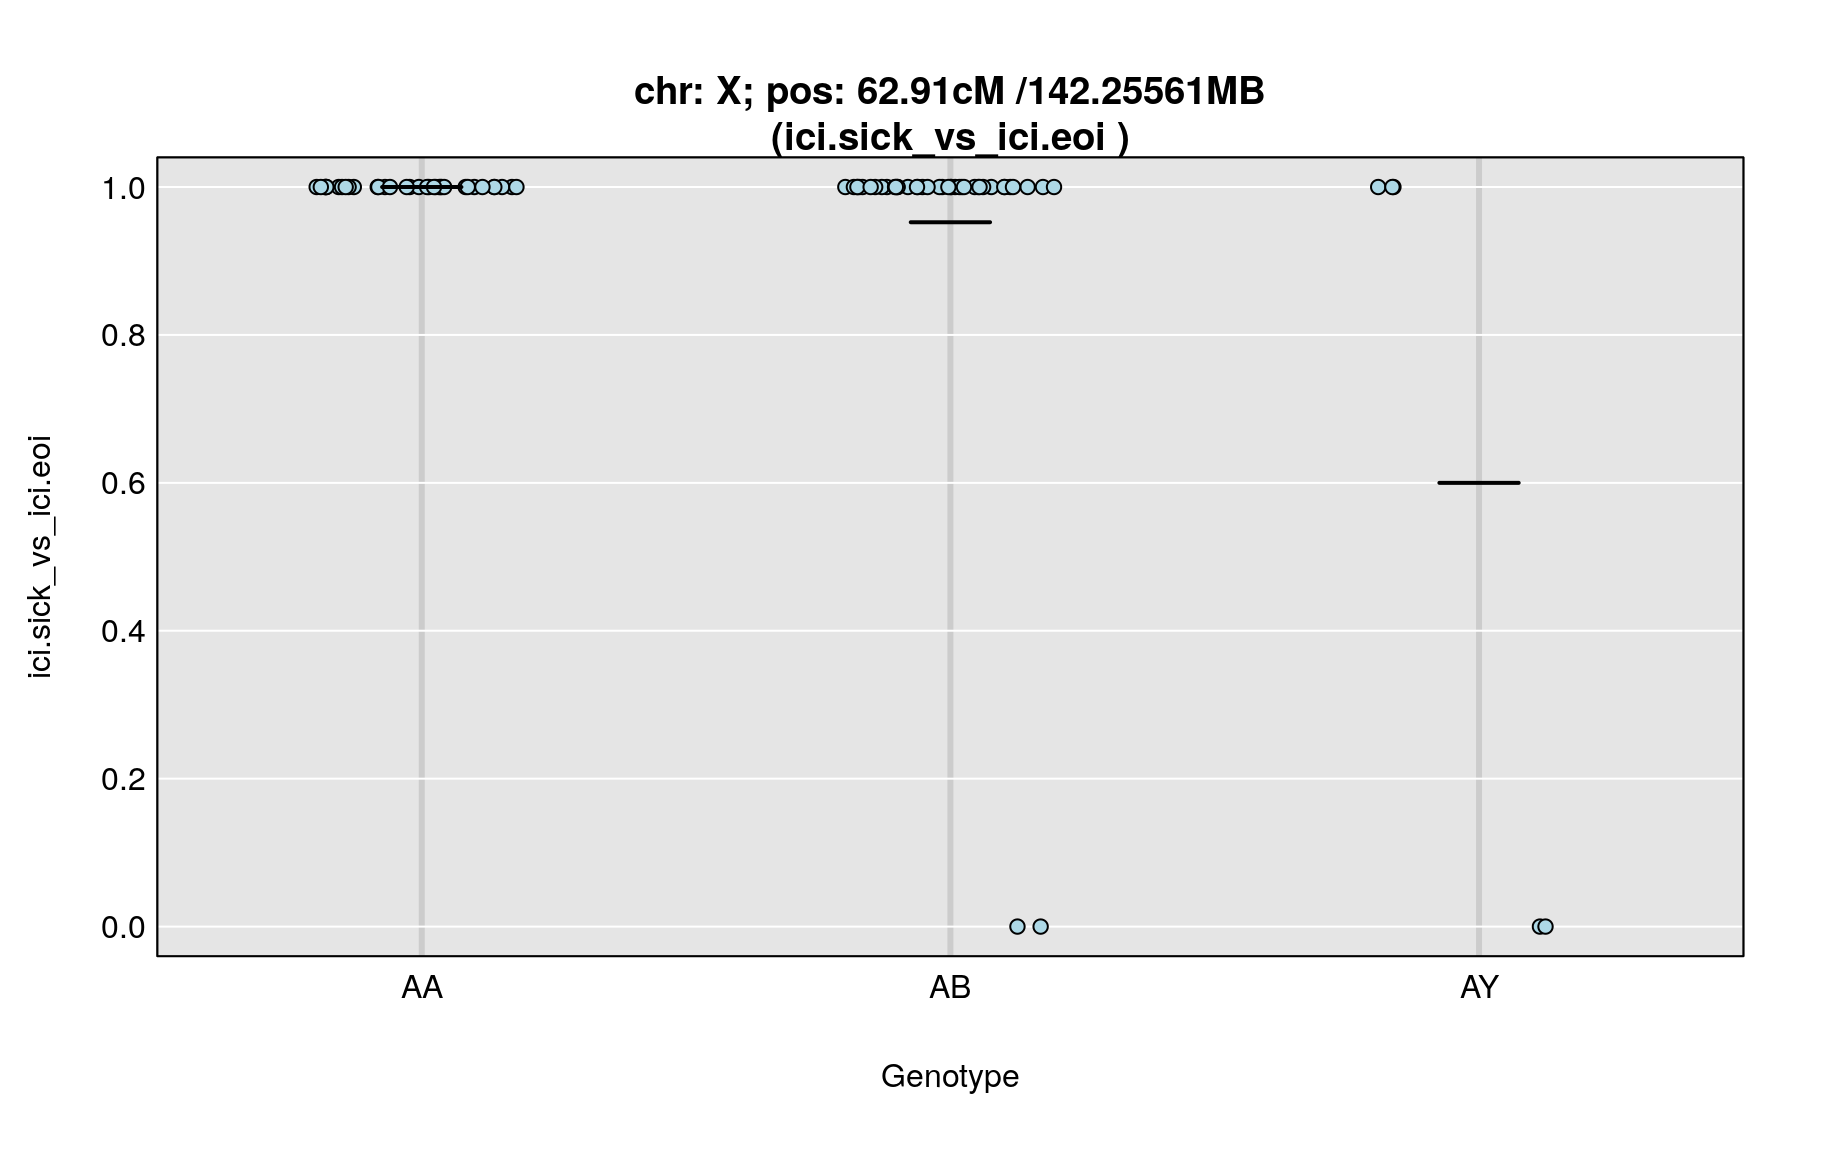 chr: X; pos: 62.91cM /142.25561MB
(ici.sick_vs_ici.eoi )
ici.sick_vs_ici.eoi
1.0
0.8
0.6
0.4
0.2
0.0
AA AB AY
Genotype